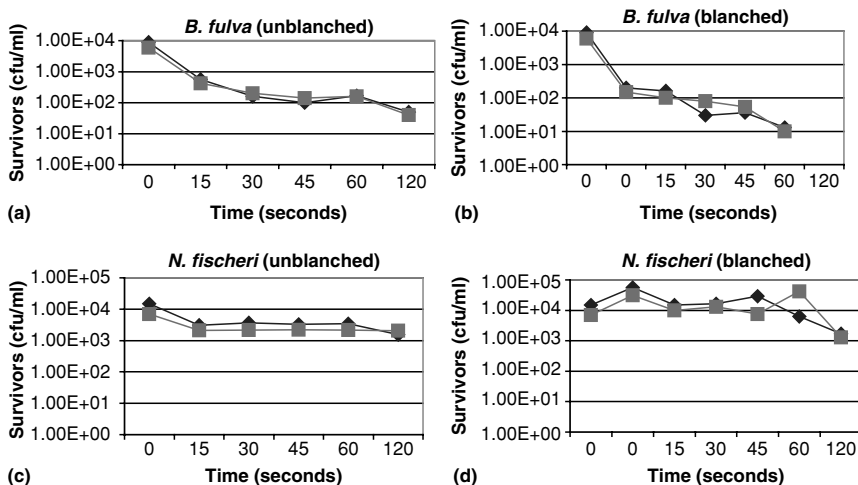 B. fulva (unblanched)
1.00E+04
1.00E+03
1.00E+02
1.00E+01
1.00E+00
Survivors (cfu/ml)
0 15 30 45 60 120
Time (seconds)
(a)
B. fulva (blanched)
1.00E+04
1.00E+03
1.00E+02
1.00E+01
1.00E+00
Survivors (cfu/ml)
0 0 15 30 45 60 120
Time (seconds)
(b)
N. fischeri (unblanched)
1.00E+05
1.00E+04
1.00E+03
1.00E+02
1.00E+01
1.00E+00
Survivors (cfu/ml)
0 15 30 45 60 120
Time (seconds)
(c)
N. fischeri (blanched)
1.00E+05
1.00E+04
1.00E+03
1.00E+02
1.00E+01
1.00E+00
Survivors (cfu/ml)
0 0 15 30 45 60 120
Time (seconds)
(d)